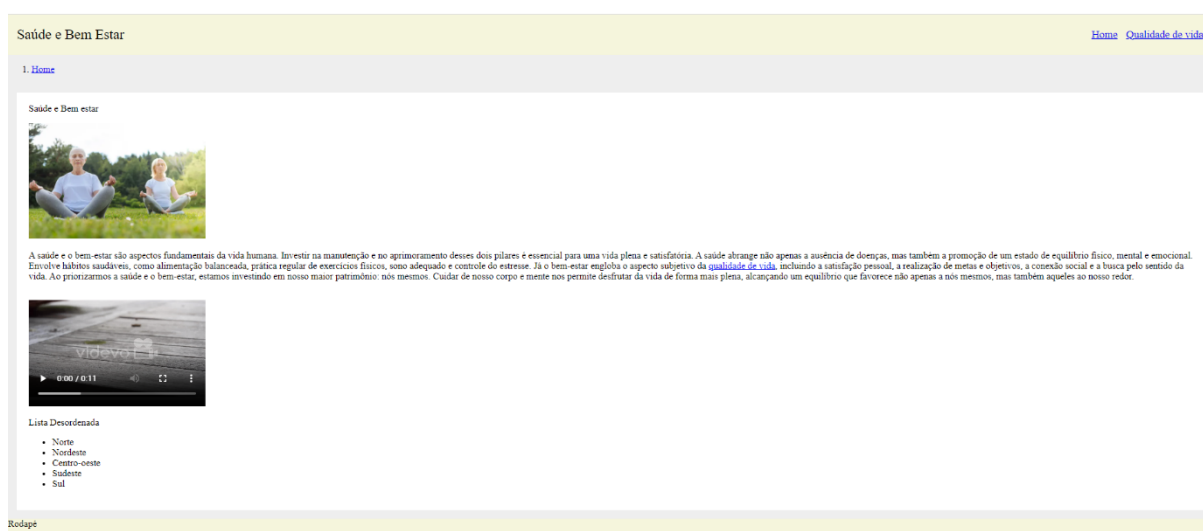 Saúde e Bem Estar
Home Qualidade de vida
1. Home
Saúde e Bem estar
A saúde e o bem-estar são aspectos fundamentais da vida humana. Investir na manutenção e no aprimoramento desses dois pilares é essencial para uma vida plena e satisfatória. A saúde abrange não apenas a ausência de doenças, mas também a promoção de um estado de equilíbrio físico, mental e emocional.
Envolve hábitos saudáveis, como alimentação balanceada, prática regular de exercícios físicos, sono adequado e controle do estresse. Já o bem-estar engloba o aspecto subjetivo da qualidade de vida, incluindo a satisfação pessoal, a realização de metas e objetivos, a conexão social e a busca pelo sentido da
vida. Ao priorizarmos a saúde e o bem-estar, estamos investindo em nosso maior patrimônio: nós mesmos. Cuidar de nosso corpo e mente nos permite desfrutar da vida de forma mais plena, alcançando um equilíbrio que favorece não apenas a nós mesmos, mas também aqueles ao nosso redor.
videvo
0:00 / 0:11
Lista Desordenada
• Norte
• Nordeste
• Centro-oeste
• Sudeste
• Sul
Rodapé